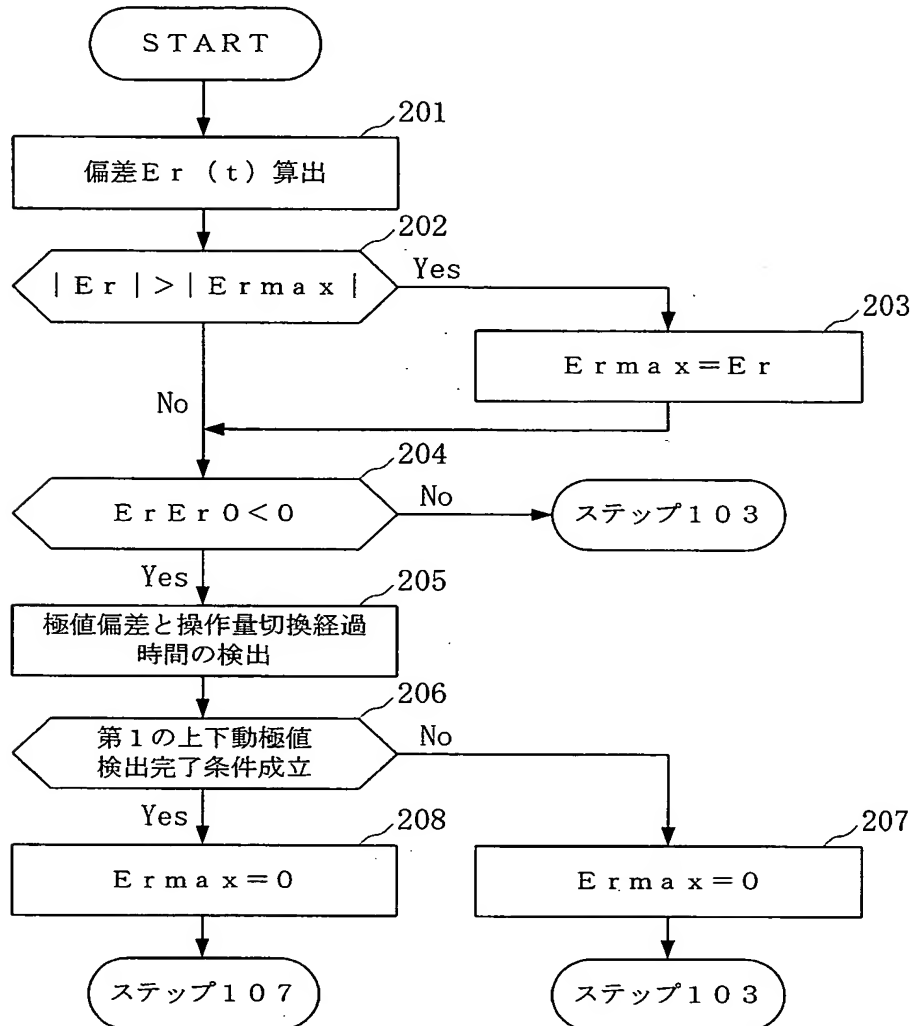 ＳＴＡＲＴ
201
偏差Ｅｒ（ｔ）算出
202
｜Ｅｒ｜＞｜Ｅｒｍａｘ｜
Yes
203
Ｅｒｍａｘ＝Ｅｒ
No
204
ＥｒＥｒ０＜０
No
ステップ１０３
Yes
205
極値偏差と操作量切換経過
時間の検出
206
第１の上下動極値
検出完了条件成立
No
Yes
208
Ｅｒｍａｘ＝０
207
Ｅｒｍａｘ＝０
ステップ１０７
ステップ１０３